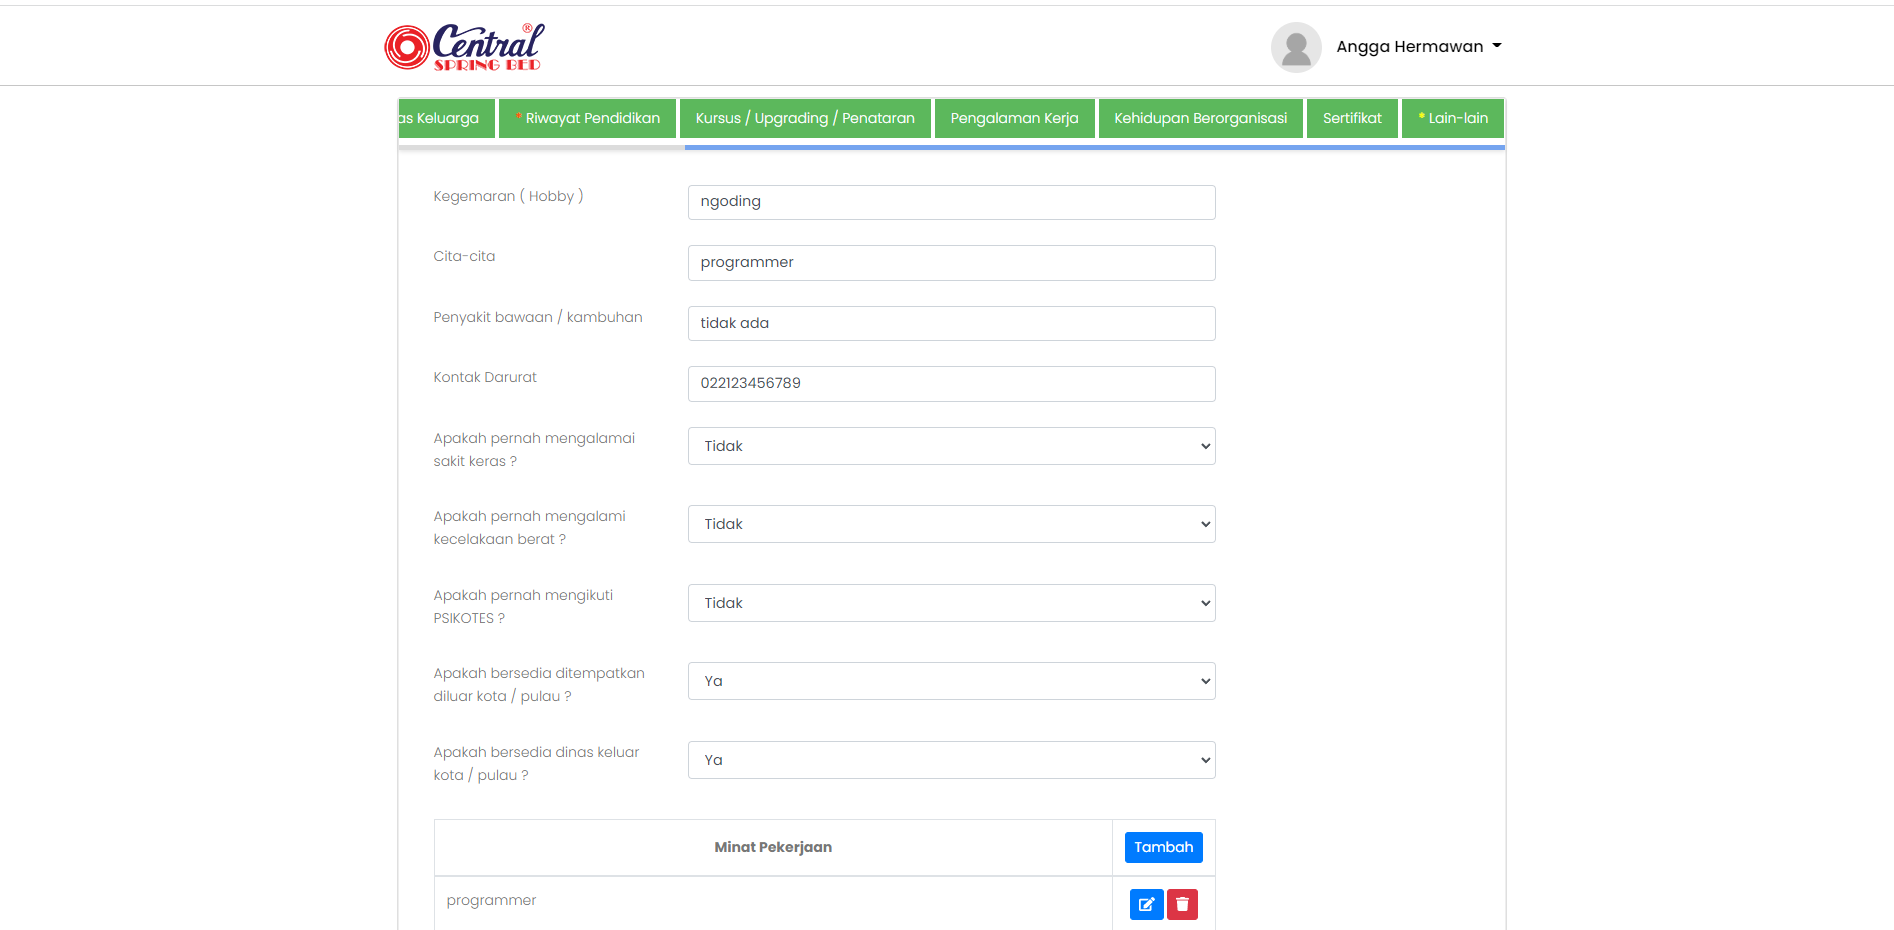 Central®
SPRING BED
Angga Hermawan
as Keluarga
* Riwayat Pendidikan
Kursus / Upgrading / Penataran
Pengalaman Kerja
Kehidupan Berorganisasi
Sertifikat
* Lain-lain
Kegemaran ( Hobby )
ngoding
Cita-cita
programmer
Penyakit bawaan / kambuhan
tidak ada
Kontak Darurat
022123456789
Apakah pernah mengalamai
sakit keras ?
Tidak
Apakah pernah mengalami
kecelakaan berat ?
Tidak
Apakah pernah mengikuti
PSIKOTES ?
Tidak
Apakah bersedia ditempatkan
diluar kota / pulau ?
Ya
Apakah bersedia dinas keluar
kota / pulau ?
Ya
Minat Pekerjaan
Tambah
programmer